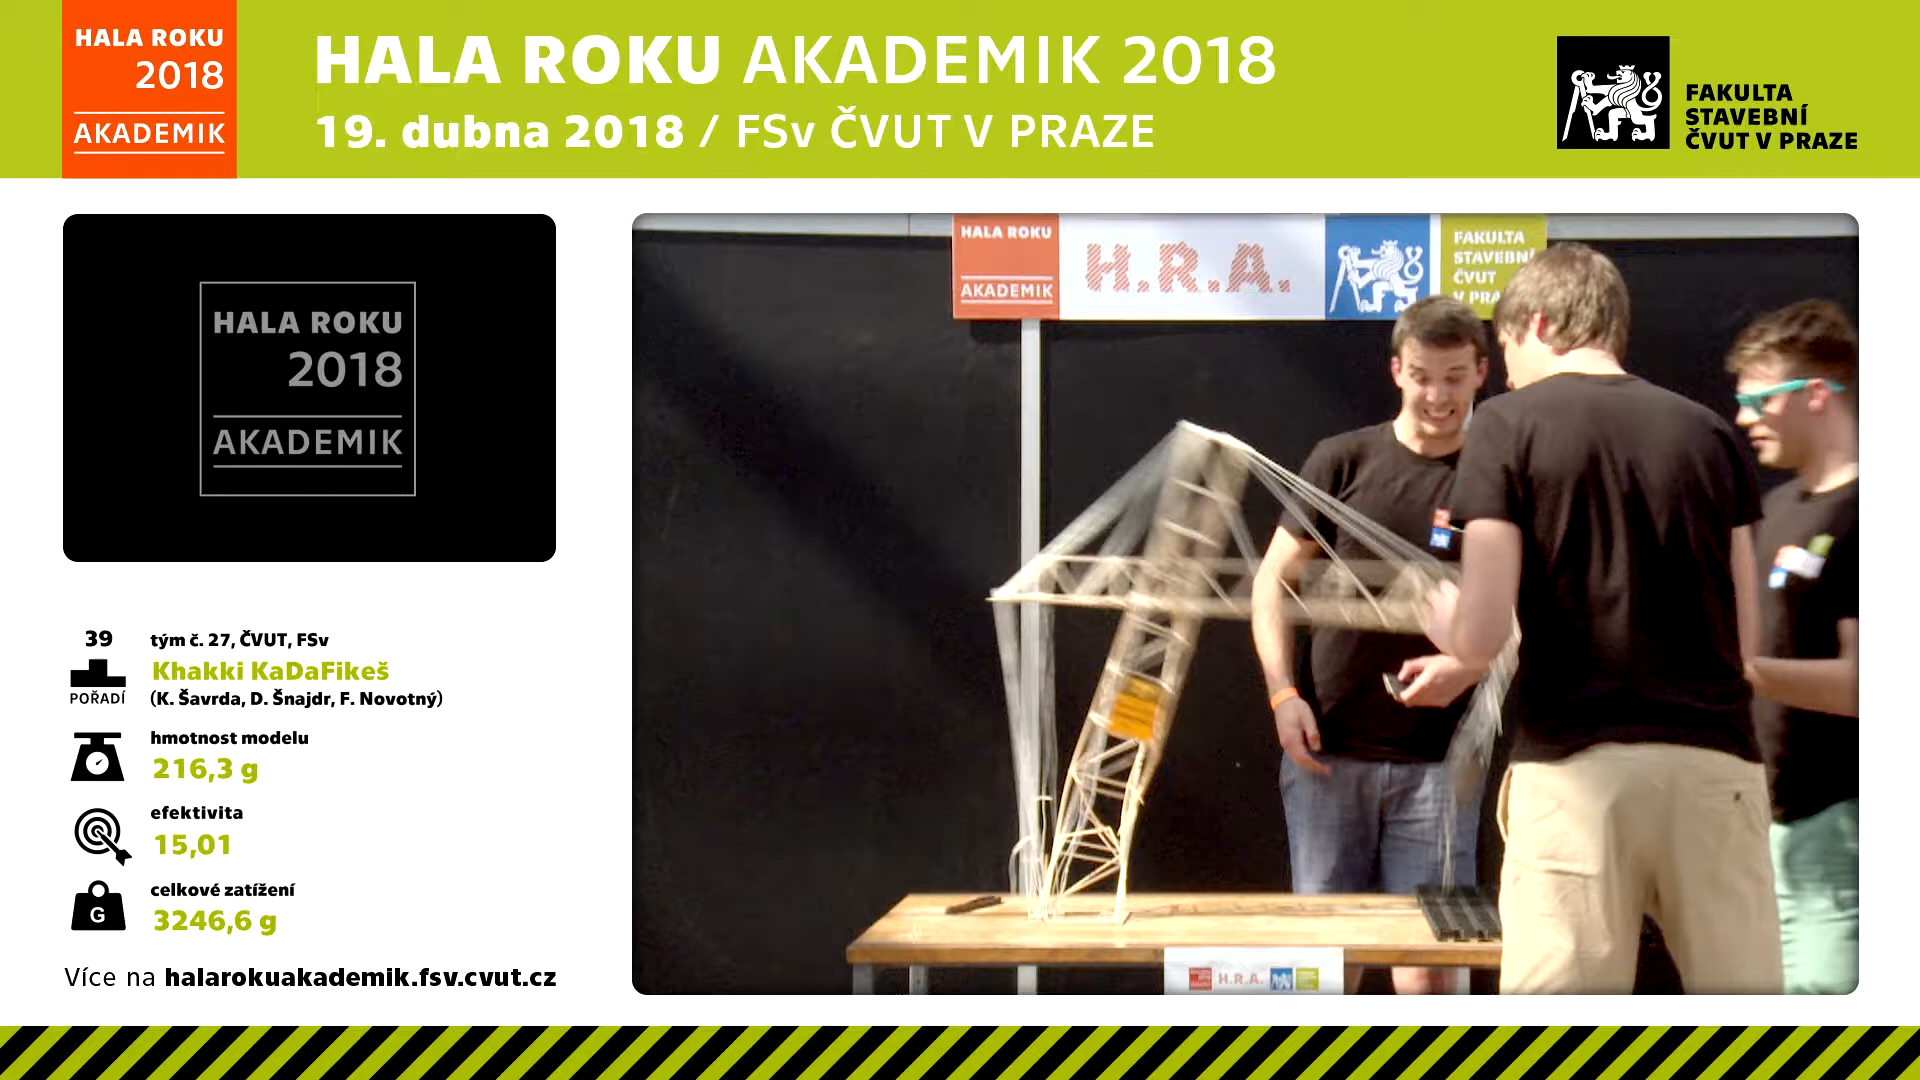 HALA ROKU
2018
AKADEMIK
HALA ROKU AKADEMIK 2018
19. dubna 2018 / FSv ČVUT V PRAZE
FAKULTA
STAVEBNÍ
ČVUT V PRAZE
HALA ROKU
2018
AKADEMIK
39
POŘADÍ
tým č. 27, ČVUT, FSv
Khakki KaDaFikeš
(K. Šavrda, D. Šnajdr, F. Novotný)
hmotnost modelu
216,3 g
efektivita
15,01
G
celkové zatížení
3246,6 g
Více na halarokuakademik.fsv.cvut.cz
HALA ROKU
AKADEMIK
H.R.A.
FAKULTA
STAVEBNÍ
ČVUT
V PRA
H.R.A.